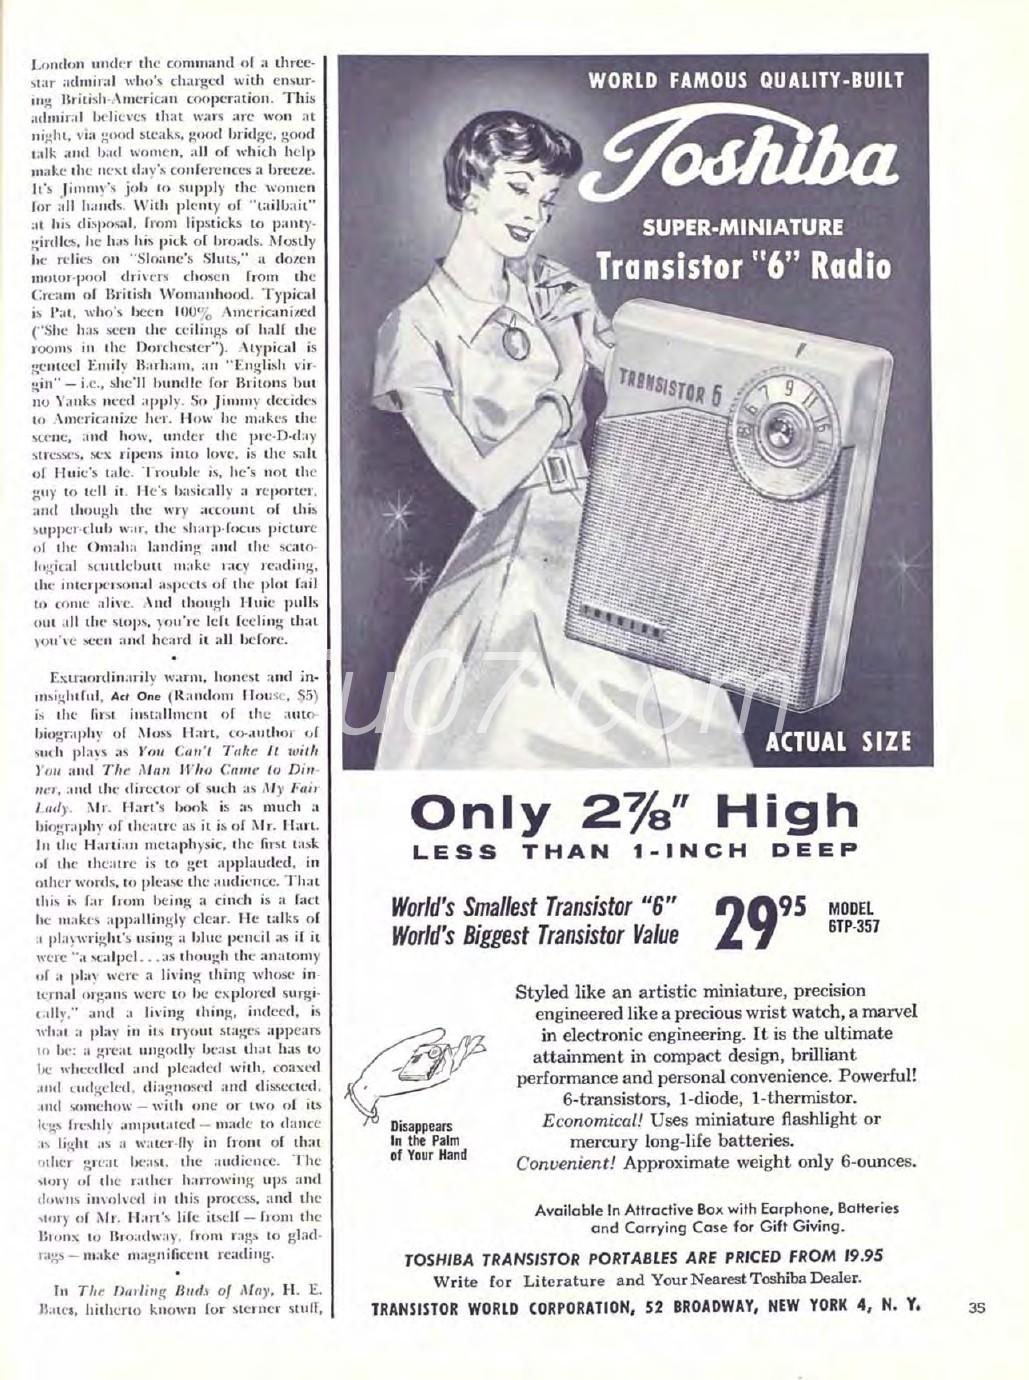 London under the command of a three-
star admiral who's charged with ensur-
ing British-American cooperation. This
admiral believes that wars are won at
night, via good steaks, good bridge, good
talk and bad women, all of which help
make the next day's conferences a breeze.
It's Jimmy's job to supply the women
for all hands. With plenty of "tailbait"
at his disposal, from lipsticks to panty-
girdles, he has his pick of broads. Mostly
he relies on "Sloane's Sluts," a dozen
motor-pool drivers chosen from the
Cream of British Womanhood. Typical
is Pat, who's been 100% Americanized
("She has seen the ceilings of half the
rooms in the Dorchester"). Atypical is
genteel Emily Barham, an "English vir-
gin" — i.e., she'll bundle for Britons but
no Yanks need apply. So Jimmy decides
to Americanize her. How he makes the
scene, and how, under the pre-D-day
stresses, sex ripens into love, is the salt
of Huie's tale. Trouble is, he's not the
guy to tell it. He's basically a reporter,
and though the wry account of this
supper-club war, the sharp-focus picture
of the Omaha landing and the scato-
logical scuttlebutt make racy reading,
the interpersonal aspects of the plot fail
to come alive. And though Huie pulls
out all the stops, you're left feeling that
you've seen and heard it all before.
•
Extraordinarily warm, honest and in-
insightful, Act One (Random House, $5)
is the first installment of the auto-
biography of Moss Hart, co-author of
such plays as You Can't Take It with
You and The Man Who Came to Din-
ner, and the director of such as My Fair
Lady. Mr. Hart's book is as much a
biography of theatre as it is of Mr. Hart.
In the Hartian metaphysic, the first task
of the theatre is to get applauded, in
other words, to please the audience. That
this is far from being a cinch is a fact
he makes appallingly clear. He talks of
a playwright's using a blue pencil as if it
were "a scalpel. . .as though the anatomy
of a play were a living thing whose in-
ternal organs were to be explored surgi-
cally," and a living thing, indeed, is
what a play in its tryout stages appears
to be: a great ungodly beast that has to
be wheedled and pleaded with, coaxed
and cudgeled, diagnosed and dissected,
and somehow — with one or two of its
legs freshly amputated — made to dance
as light as a water-fly in front of that
other great beast, the audience. The
story of the rather harrowing ups and
downs involved in this process, and the
story of Mr. Hart's life itself — from the
Bronx to Broadway, from rags to glad-
rags — make magnificent reading.
•
In The Darling Buds of May, H. E.
Bates, hitherto known for sterner stuff,
WORLD FAMOUS QUALITY-BUILT
Toshiba
SUPER-MINIATURE
Transistor "6" Radio
TRANSISTOR 6
7 9 11
TOSHIBA
ACTUAL SIZE
Only 2⅞" High
LESS THAN 1-INCH DEEP
World's Smallest Transistor "6"
World's Biggest Transistor Value
29⁹⁵
MODEL
6TP-357
Styled like an artistic miniature, precision
engineered like a precious wrist watch, a marvel
in electronic engineering. It is the ultimate
attainment in compact design, brilliant
performance and personal convenience. Powerful!
6-transistors, 1-diode, 1-thermistor.
Economical! Uses miniature flashlight or
mercury long-life batteries.
Convenient! Approximate weight only 6-ounces.
Disappears
In the Palm
of Your Hand
Available In Attractive Box with Earphone, Batteries
and Carrying Case for Gift Giving.
TOSHIBA TRANSISTOR PORTABLES ARE PRICED FROM 19.95
Write for Literature and Your Nearest Toshiba Dealer.
TRANSISTOR WORLD CORPORATION, 52 BROADWAY, NEW YORK 4, N. Y.
35